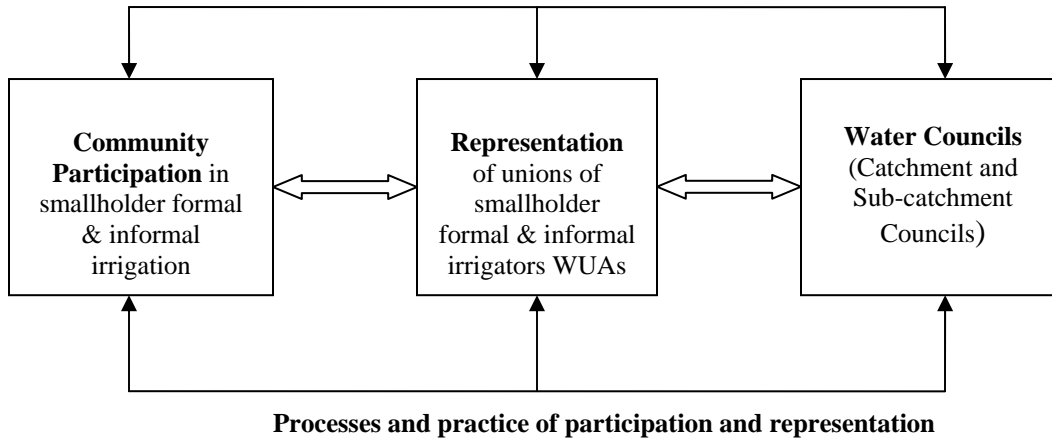 Community
Participation in
smallholder formal
& informal
irrigation
Representation
of unions of
smallholder
formal & informal
irrigators WUAs
Water Councils
(Catchment and
Sub-catchment
Councils)
Processes and practice of participation and representation